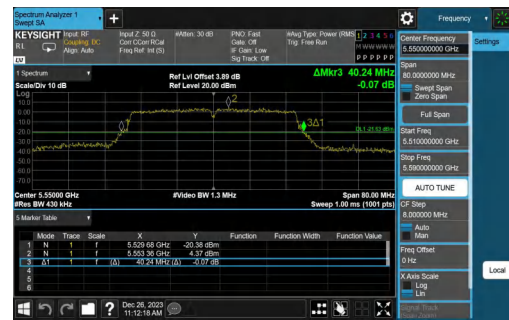 Spectrum Analyzer 1
Swept SA
Frequency
KEYSIGHT Input: RF Input Z: 50 Ω #Atten: 30 dB PNO: Fast #Avg Type: Power (RMS) 1 2 3 4 5 6
RL Coupling: DC Corr CCorr RCal Gate: Off Trig: Free Run M W W W W W
Align: Auto Freq Ref: Int (S) IF Gain: Low P P P P P P
Sig Track: Off
Center Frequency
5.550000000 GHz
Settings
1 Spectrum
Ref Lvl Offset 3.89 dB
ΔMkr3 40.24 MHz
Scale/Div 10 dB
Ref Level 20.00 dBm
-0.07 dB
Log
10.0
0.00
-10.0
-20.0
-30.0
-40.0
-50.0
-60.0
-70.0
1
2
3Δ1
DL1 -21.63 dBm
Span
80.0000000 MHz
Swept Span
Zero Span
Full Span
Start Freq
5.510000000 GHz
Stop Freq
5.590000000 GHz
AUTO TUNE
Center 5.55000 GHz
#Video BW 1.3 MHz
Span 80.00 MHz
#Res BW 430 kHz
Sweep 1.00 ms (1001 pts)
CF Step
8.000000 MHz
Auto
Man
Freq Offset
0 Hz
X Axis Scale
Log
Lin
Signal Track
Local
5 Marker Table
Mode Trace Scale X Y Function Function Width Function Value
1 N 1 f 5.529 68 GHz -20.38 dBm
2 N 1 f 5.553 36 GHz 4.37 dBm
3 Δ1 1 f (Δ) 40.24 MHz (Δ) -0.07 dB
4
5
6
?
Dec 26, 2023
11:12:18 AM